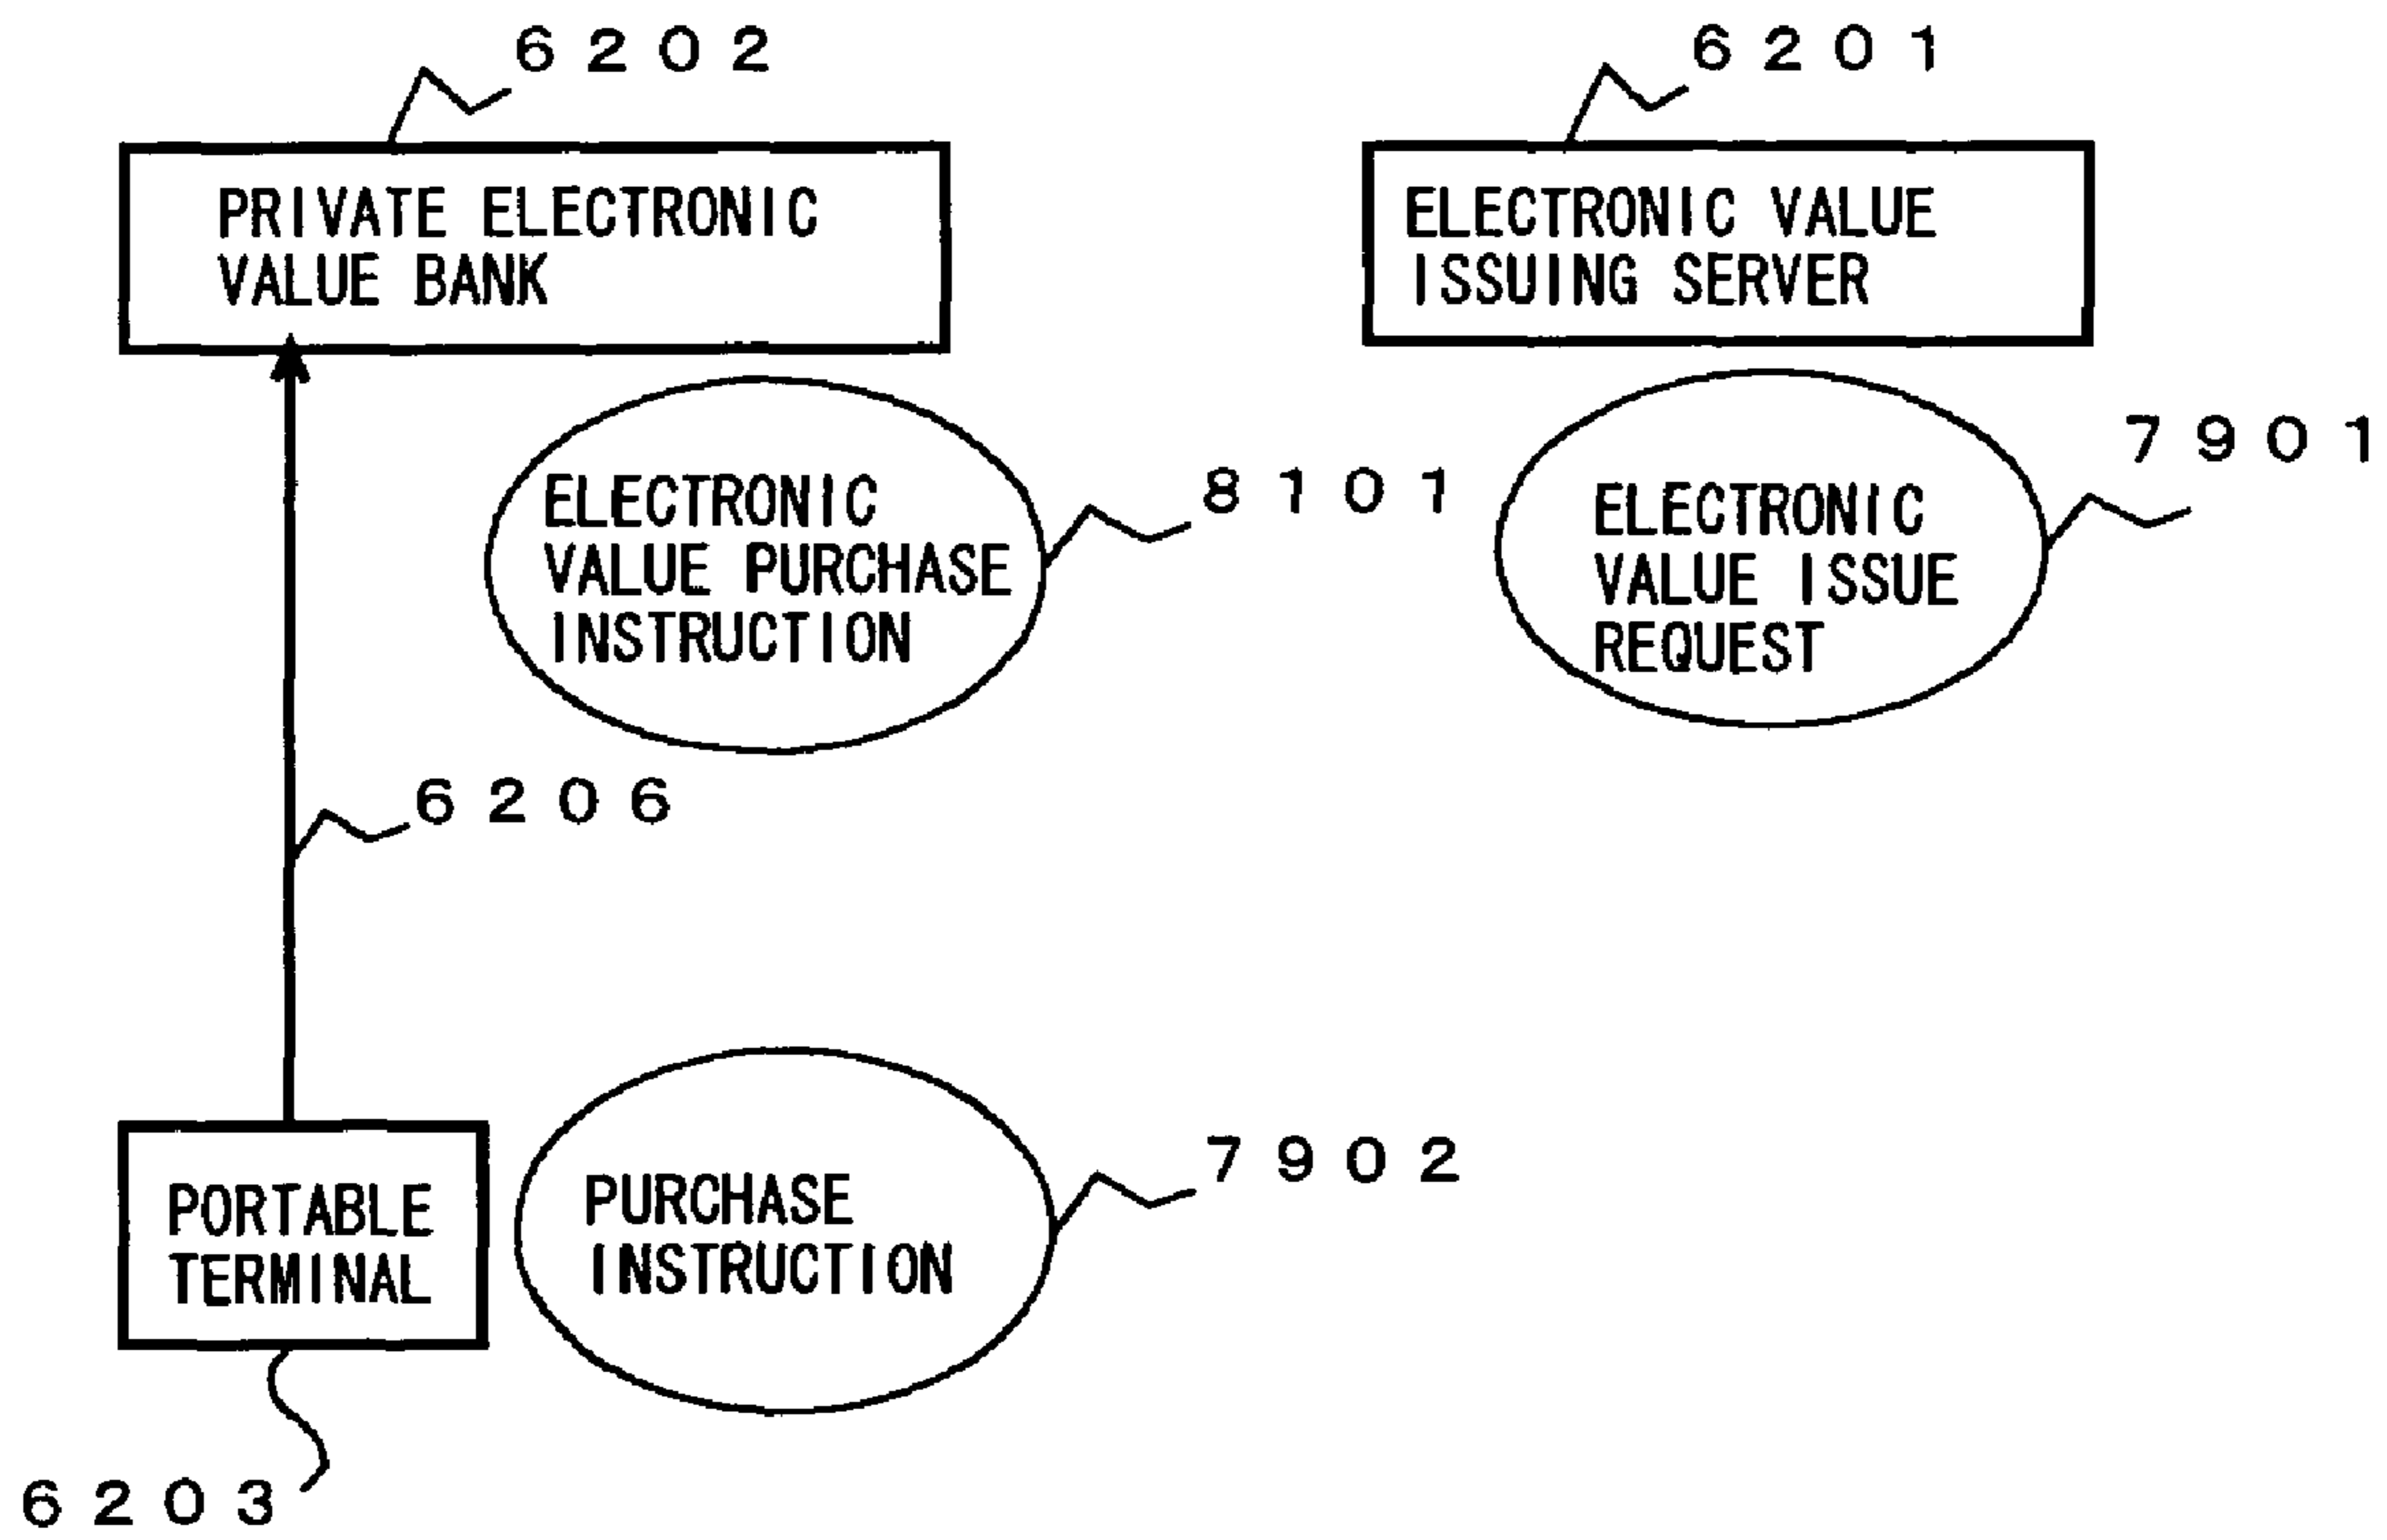 6202
6201
PRIVATE ELECTRONIC
VALUE BANK
ELECTRONIC VALUE
ISSUING SERVER
ELECTRONIC
VALUE PURCHASE
INSTRUCTION
8101
ELECTRONIC
VALUE ISSUE
REQUEST
7901
6206
PORTABLE
TERMINAL
PURCHASE
INSTRUCTION
7902
6203